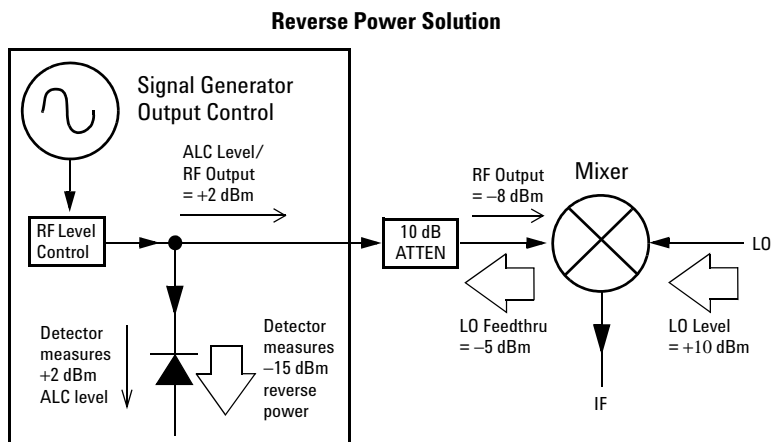 Reverse Power Solution
Signal Generator
Output Control
ALC Level/
RF Output
= +2 dBm
RF Level
Control
Detector
measures
+2 dBm
ALC level
Detector
measures
−15 dBm
reverse
power
10 dB
ATTEN
RF Output
= −8 dBm
Mixer
LO
LO Feedthru
= −5 dBm
LO Level
= +10 dBm
IF